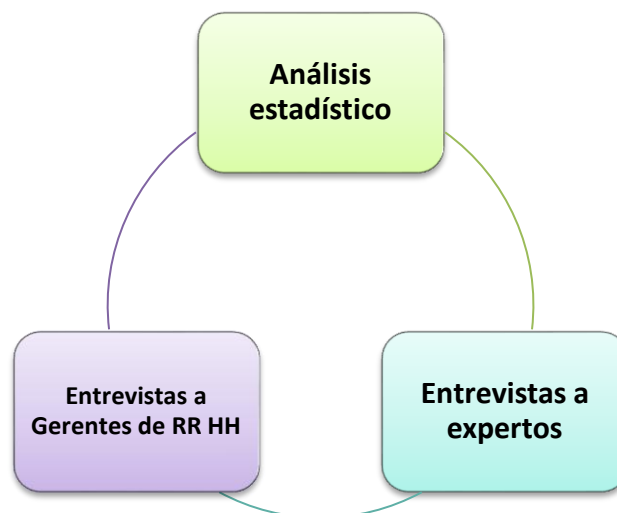 Análisis
estadístico
Entrevistas a
Gerentes de RR HH
Entrevistas a
expertos